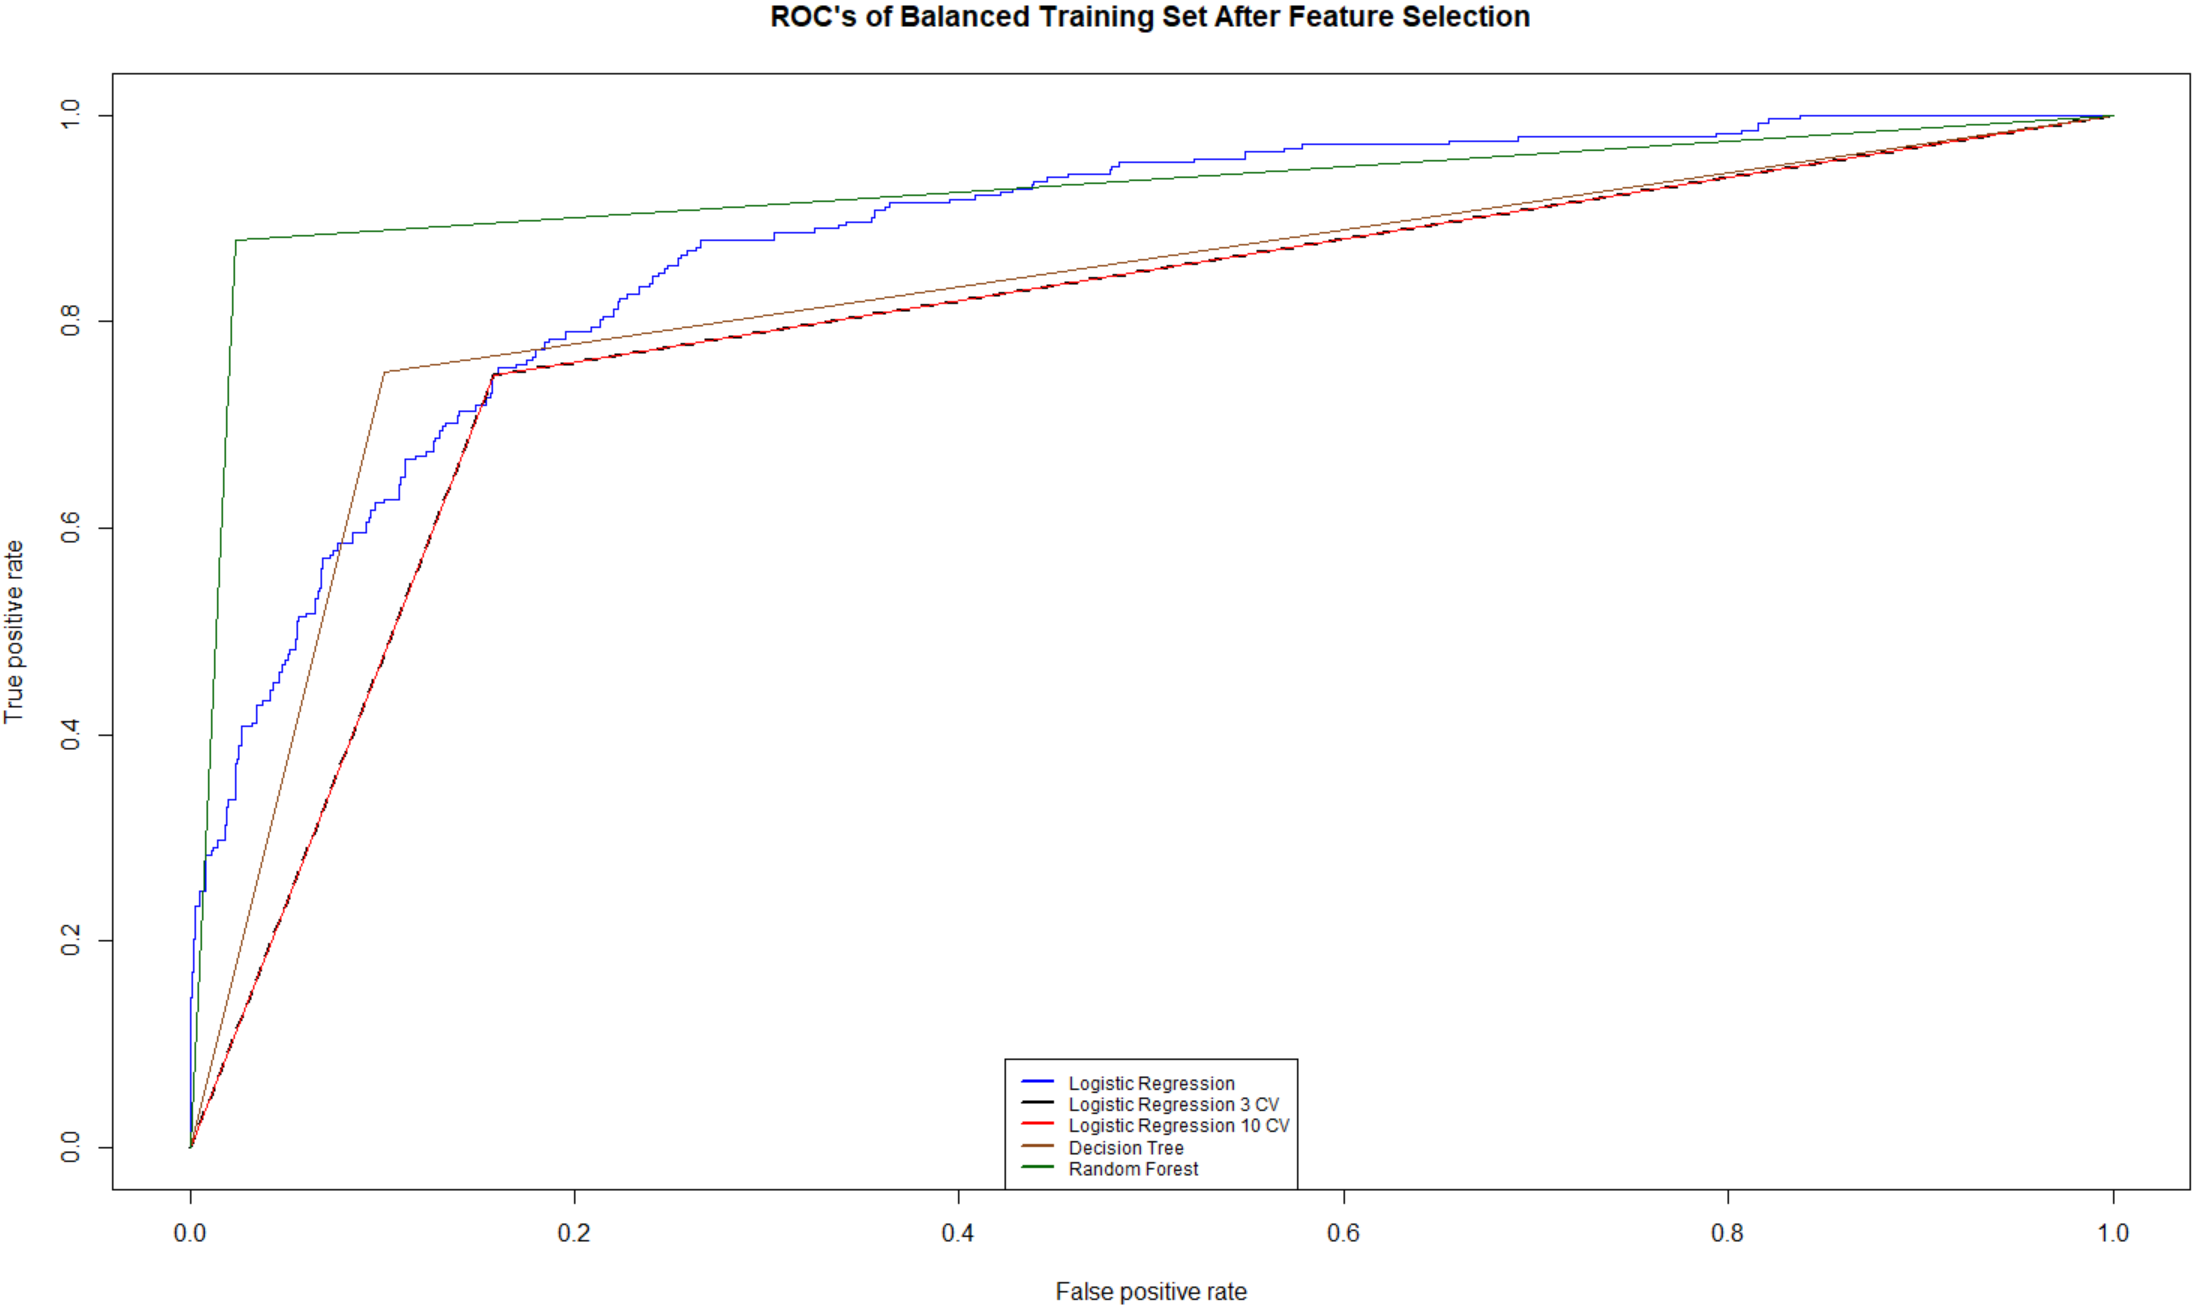 ROC's of Balanced Training Set After Feature Selection
1.0
0.8
0.6
0.4
0.2
0.0
True positive rate
Logistic Regression
Logistic Regression 3 CV
Logistic Regression 10 CV
Decision Tree
Random Forest
0.0 0.2 0.4 0.6 0.8 1.0
False positive rate